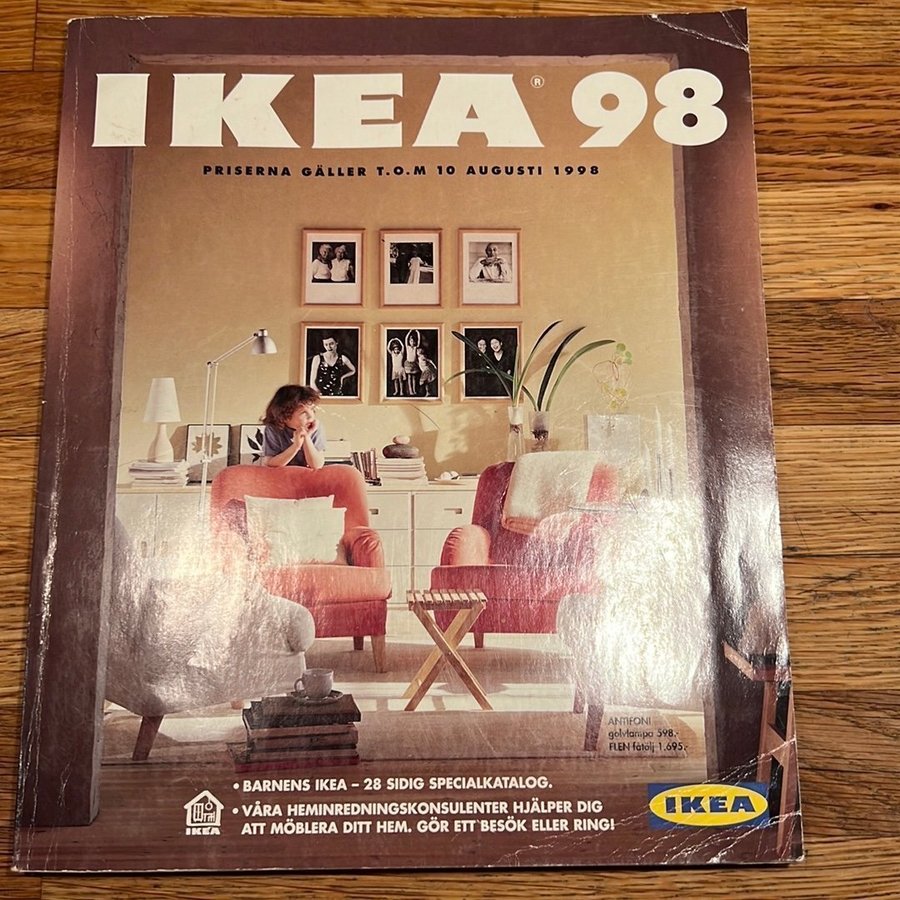 IKEA® 98
PRISERNA GÄLLER T.O.M 10 AUGUSTI 1998
ANTIFONI
golvlampa 598.-
FLEN fåtölj 1.695.-
• BARNENS IKEA – 28 SIDIG SPECIALKATALOG.
• VÅRA HEMINREDNINGSKONSULENTER HJÄLPER DIG
ATT MÖBLERA DITT HEM. GÖR ETT BESÖK ELLER RING!
IKEA
IKEA